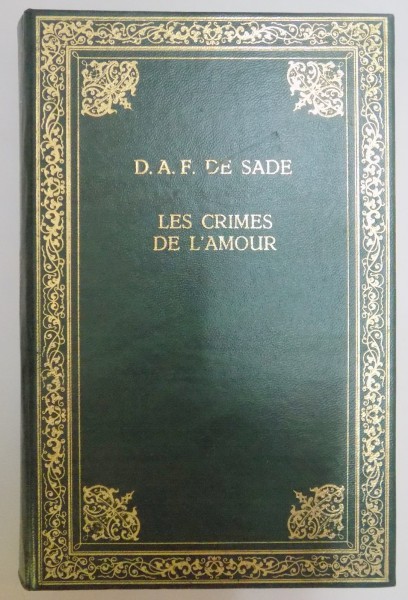 D. A. F. DE SADE
LES CRIMES
DE L'AMOUR